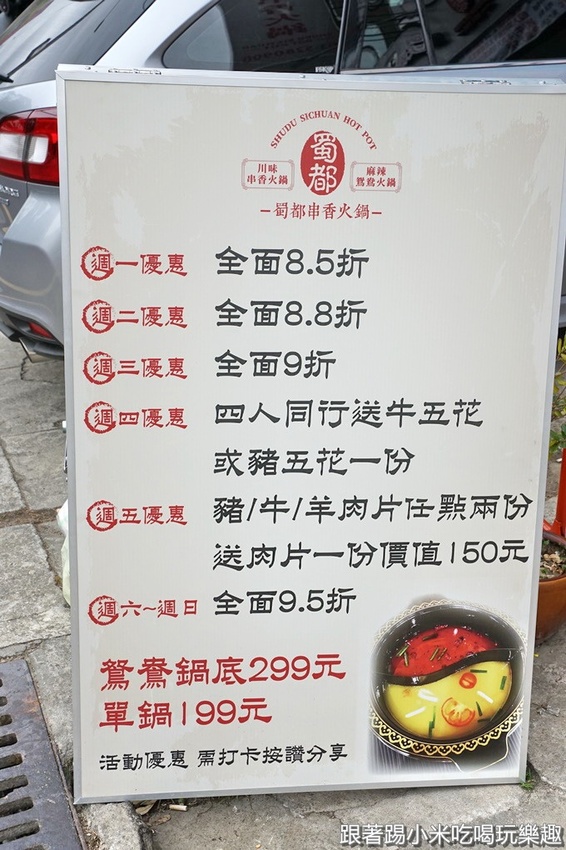 SHUDU SICHUAN HOT POT
川味
串香火鍋
蜀都
麻辣
鴛鴦火鍋
－蜀都串香火鍋－
週一優惠 全面8.5折
週二優惠 全面8.8折
週三優惠 全面9折
週四優惠 四人同行送牛五花
或豬五花一份
週五優惠 豬/牛/羊肉片任點兩份
送肉片一份價值150元
週六~週日 全面9.5折
鴛鴦鍋底299元
單鍋199元
活動優惠 需打卡按讚分享
跟著踢小米吃喝玩樂趣